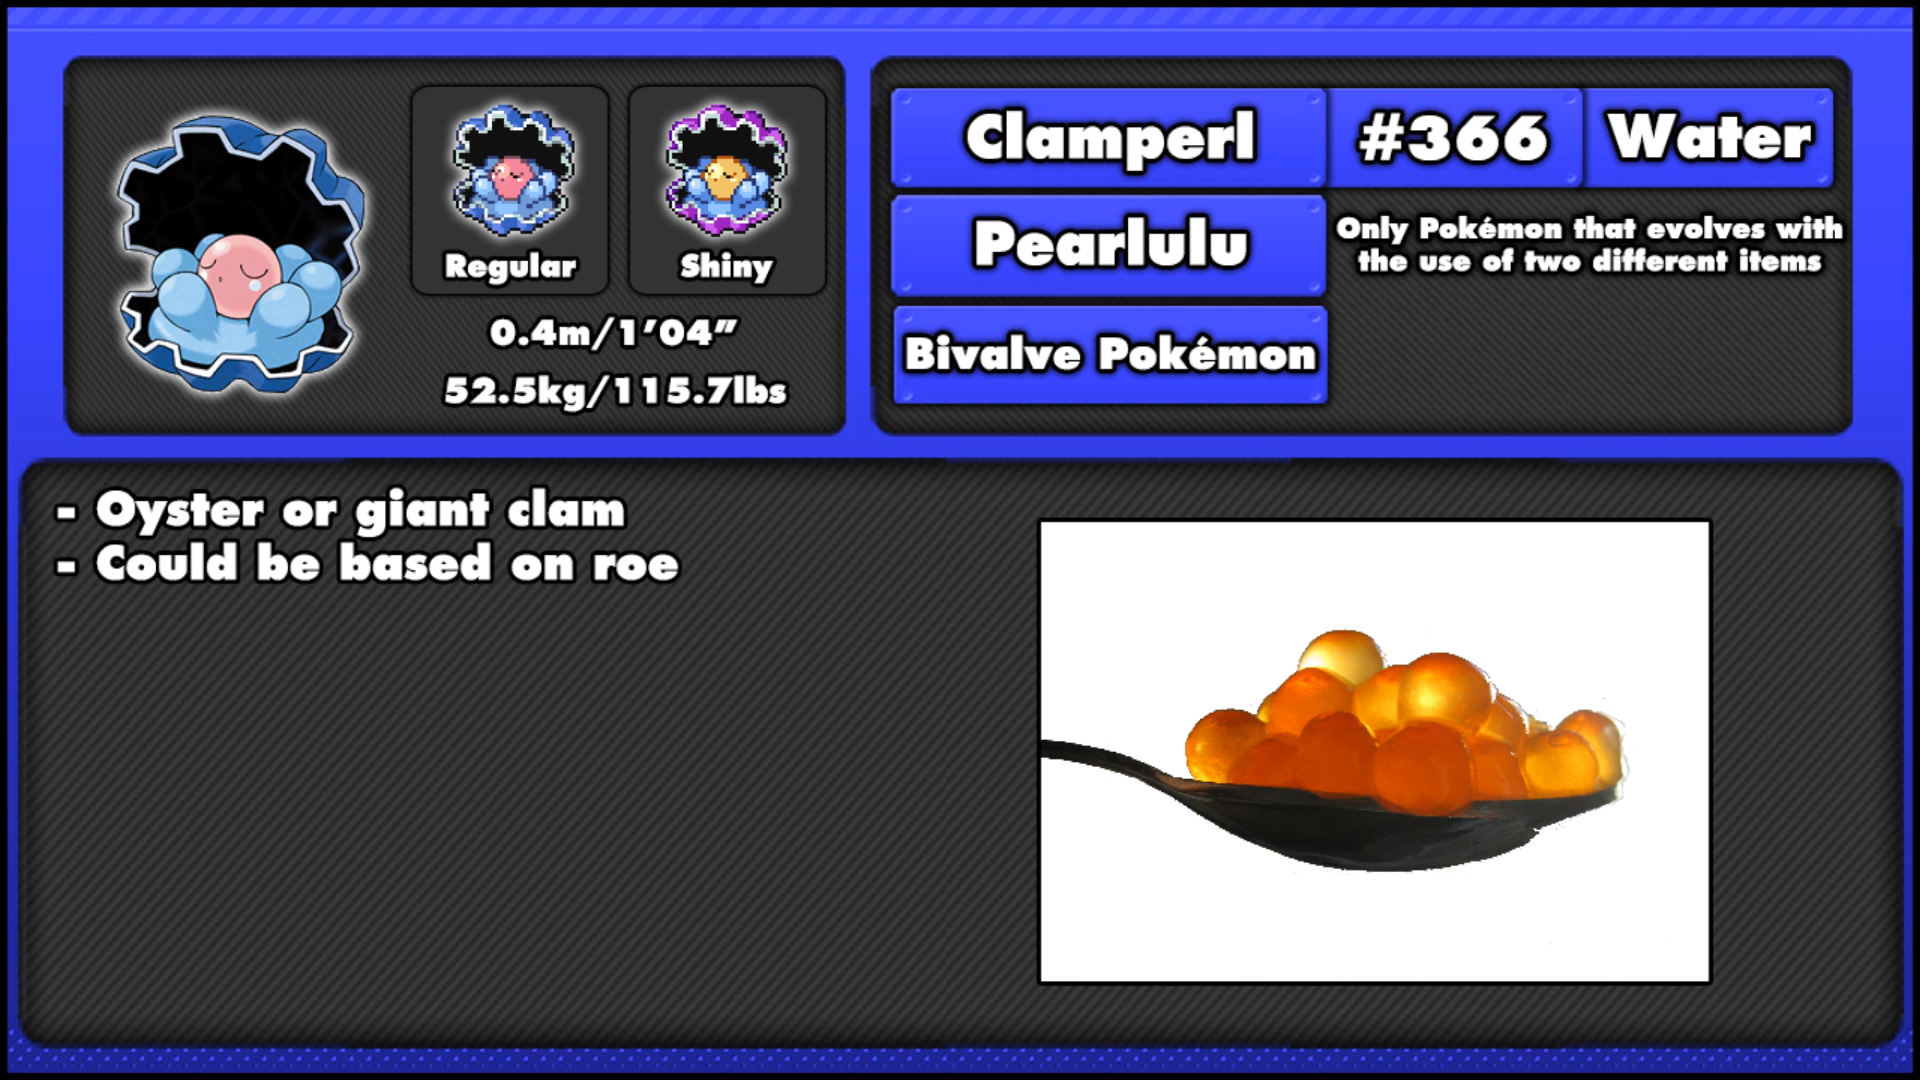 Regular
Shiny
0.4m/1'04"
52.5kg/115.7lbs
Clamperl
#366
Water
Pearlulu
Only Pokémon that evolves with
the use of two different items
Bivalve Pokémon
- Oyster or giant clam
- Could be based on roe